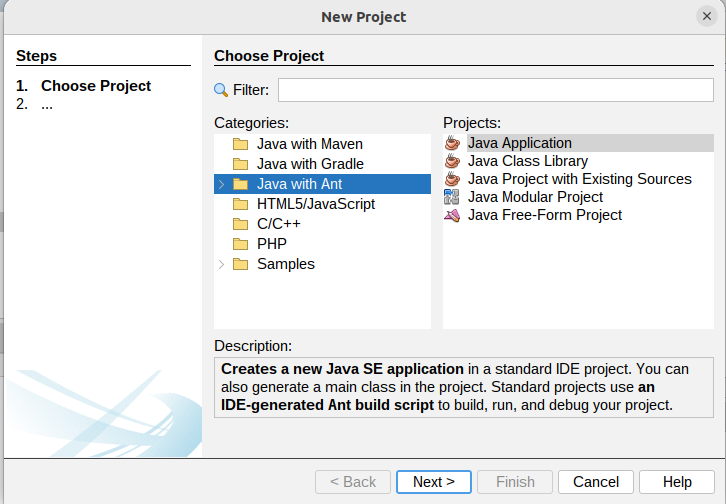 New Project
Steps
1. Choose Project
2. ...
Choose Project
Filter:
Categories:
Java with Maven
Java with Gradle
Java with Ant
HTML5/JavaScript
C/C++
PHP
Samples
Projects:
Java Application
Java Class Library
Java Project with Existing Sources
Java Modular Project
Java Free-Form Project
Description:
Creates a new Java SE application in a standard IDE project. You can
also generate a main class in the project. Standard projects use an
IDE-generated Ant build script to build, run, and debug your project.
< Back
Next >
Finish
Cancel
Help